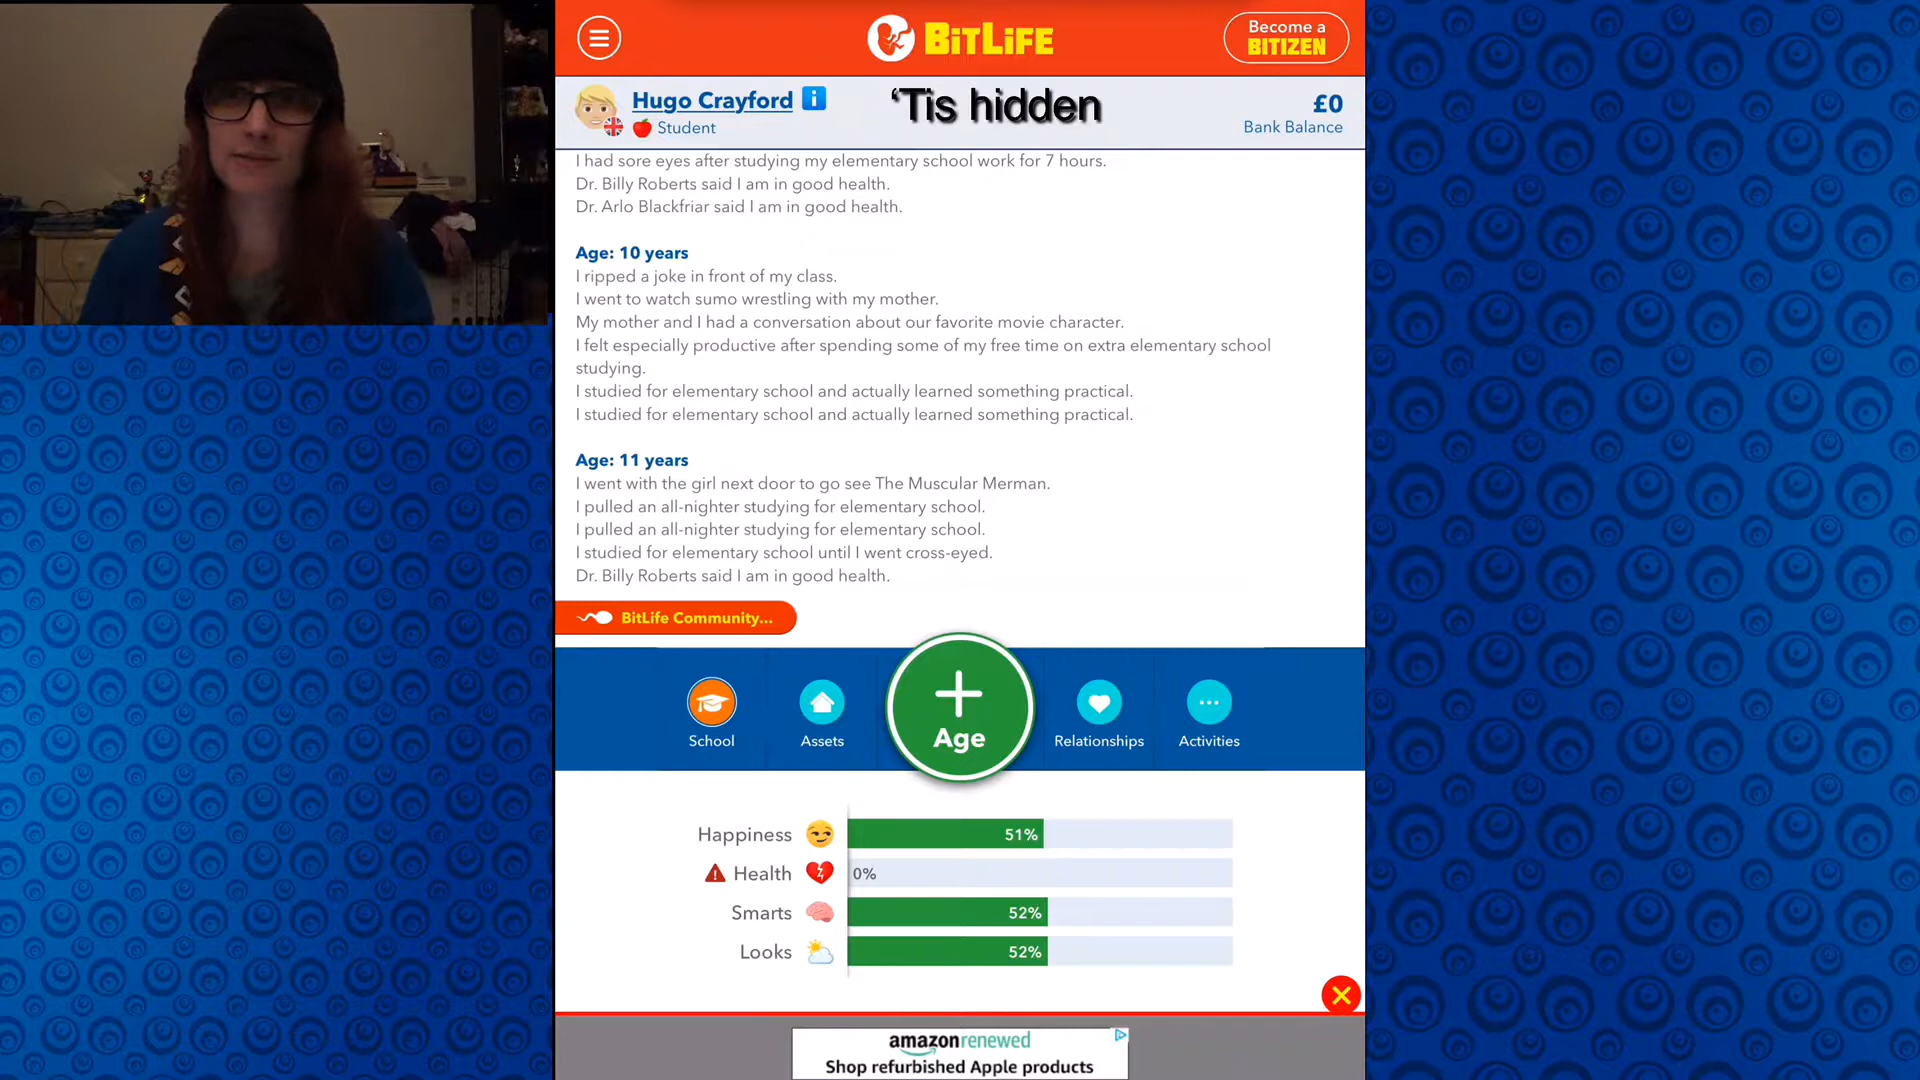 BiTLiFE
Become a
BITIZEN
Hugo Crayford
i
'Tis hidden
£0
Student
Bank Balance
I had sore eyes after studying my elementary school work for 7 hours.
Dr. Billy Roberts said I am in good health.
Dr. Arlo Blackfriar said I am in good health.
Age: 10 years
I ripped a joke in front of my class.
I went to watch sumo wrestling with my mother.
My mother and I had a conversation about our favorite movie character.
I felt especially productive after spending some of my free time on extra elementary school
studying.
I studied for elementary school and actually learned something practical.
I studied for elementary school and actually learned something practical.
Age: 11 years
I went with the girl next door to go see The Muscular Merman.
I pulled an all-nighter studying for elementary school.
I pulled an all-nighter studying for elementary school.
I studied for elementary school until I went cross-eyed.
Dr. Billy Roberts said I am in good health.
BitLife Community...
School
Assets
Age
Relationships
Activities
Happiness 51%
Health 0%
Smarts 52%
Looks 52%
amazonrenewed
Shop refurbished Apple products